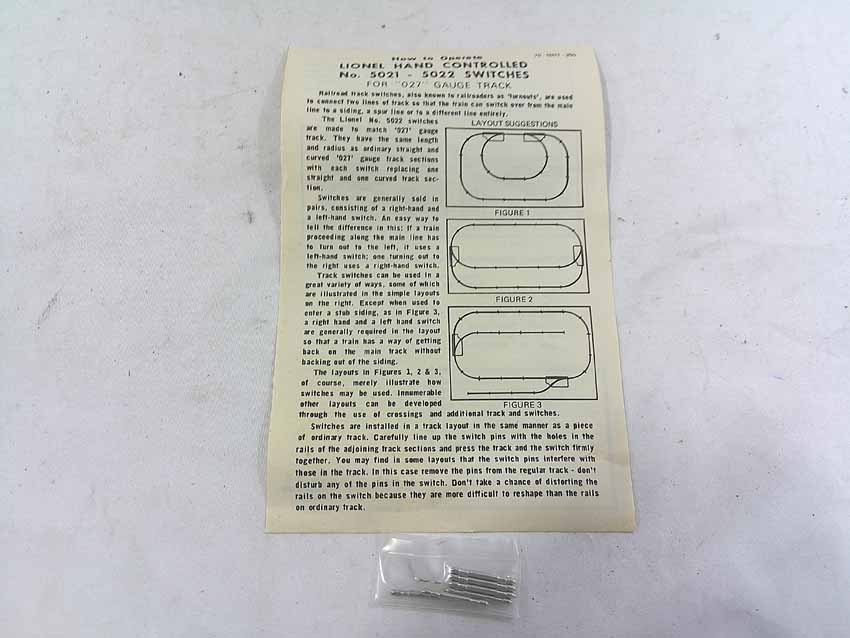 How to Operate
LIONEL HAND CONTROLLED
No. 5021 - 5022 SWITCHES
FOR "027" GAUGE TRACK
Railroad track switches, also known to railroaders as 'turnouts', are used
to connect two lines of track so that the train can switch over from the main
line to a siding, a spur line or to a different line entirely.
The Lionel No. 5022 switches
are made to match '027' gauge
track. They have the same length
and radius as ordinary straight and
curved '027' gauge track sections
with each switch replacing one
straight and one curved track sec-
tion.
Switches are generally sold in
pairs, consisting of a right-hand and
a left-hand switch. An easy way to
tell the difference in this: if a train
proceeding along the main line has
to turn out to the left, it uses a
left-hand switch; one turning out to
the right uses a right-hand switch.
Track switches can be used in a
great variety of ways, some of which
are illustrated in the simple layouts
on the right. Except when used to
enter a stub siding, as in Figure 3,
a right hand and a left hand switch
are generally required in the layout
so that a train has a way of getting
back on the main track without
backing out of the siding.
The layouts in Figures 1, 2 & 3,
of course, merely illustrate how
switches may be used. Innumerable
other layouts can be developed
through the use of crossings and additional track and switches.
LAYOUT SUGGESTIONS
FIGURE 1
FIGURE 2
FIGURE 3
Switches are installed in a track layout in the same manner as a piece
of ordinary track. Carefully line up the switch pins with the holes in the
rails of the adjoining track sections and press the track and the switch firmly
together. You may find in some layouts that the switch pins interfere with
those in the track. In this case remove the pins from the regular track - don't
disturb any of the pins in the switch. Don't take a chance of distorting the
rails on the switch because they are more difficult to reshape than the rails
on ordinary track.